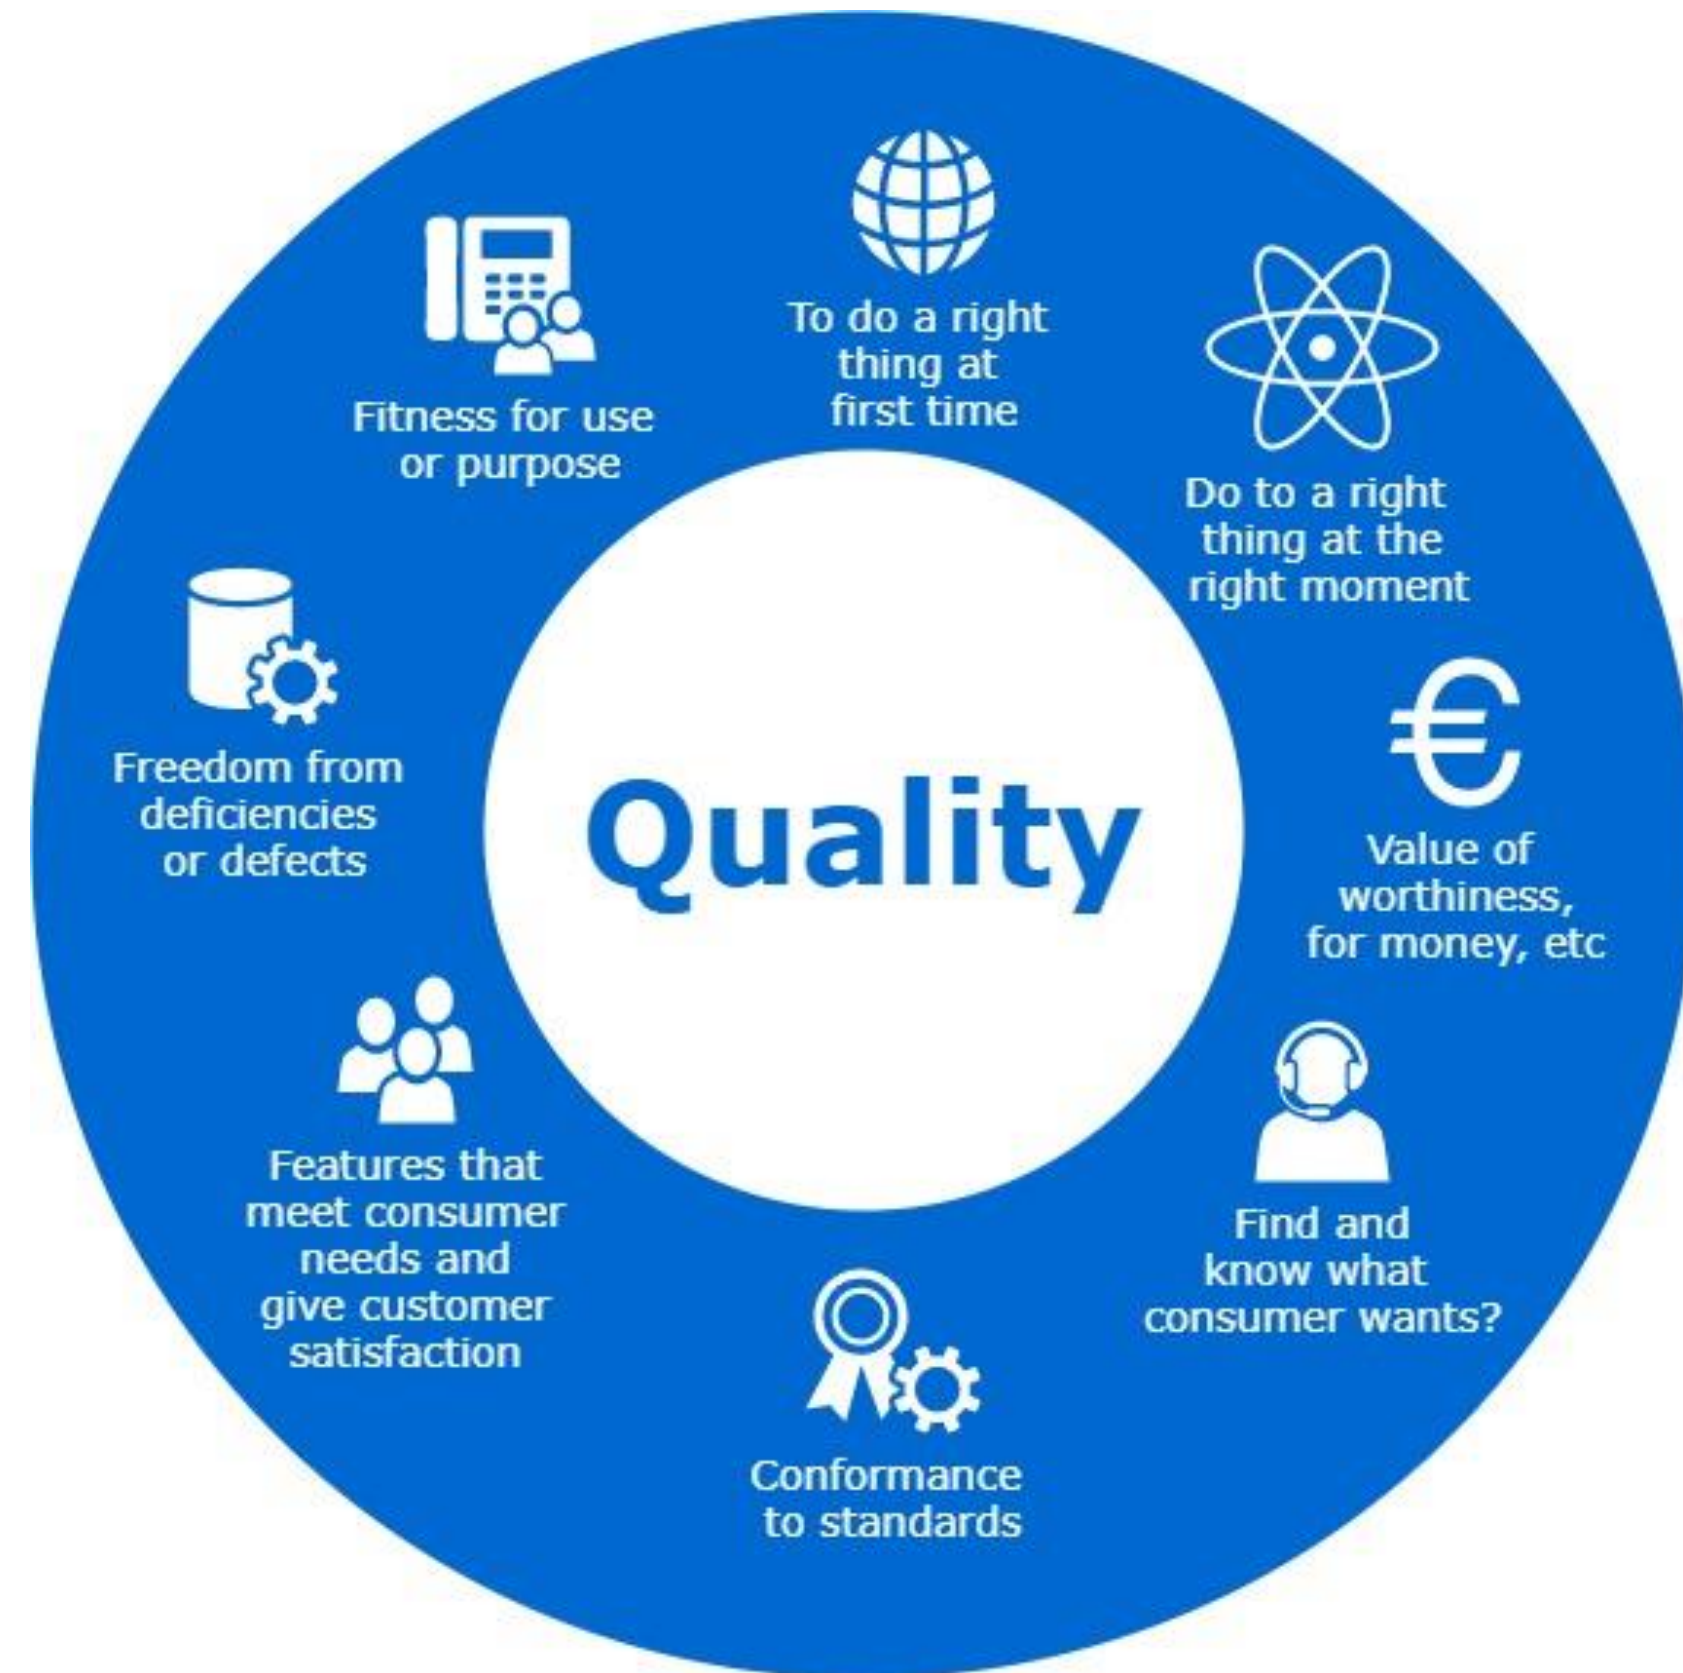 To do a right
thing at
first time
Do to a right
thing at the
right moment
€
Value of
worthiness,
for money, etc
Find and
know what
consumer wants?
Conformance
to standards
Features that
meet consumer
needs and
give customer
satisfaction
Freedom from
deficiencies
or defects
Fitness for use
or purpose
Quality